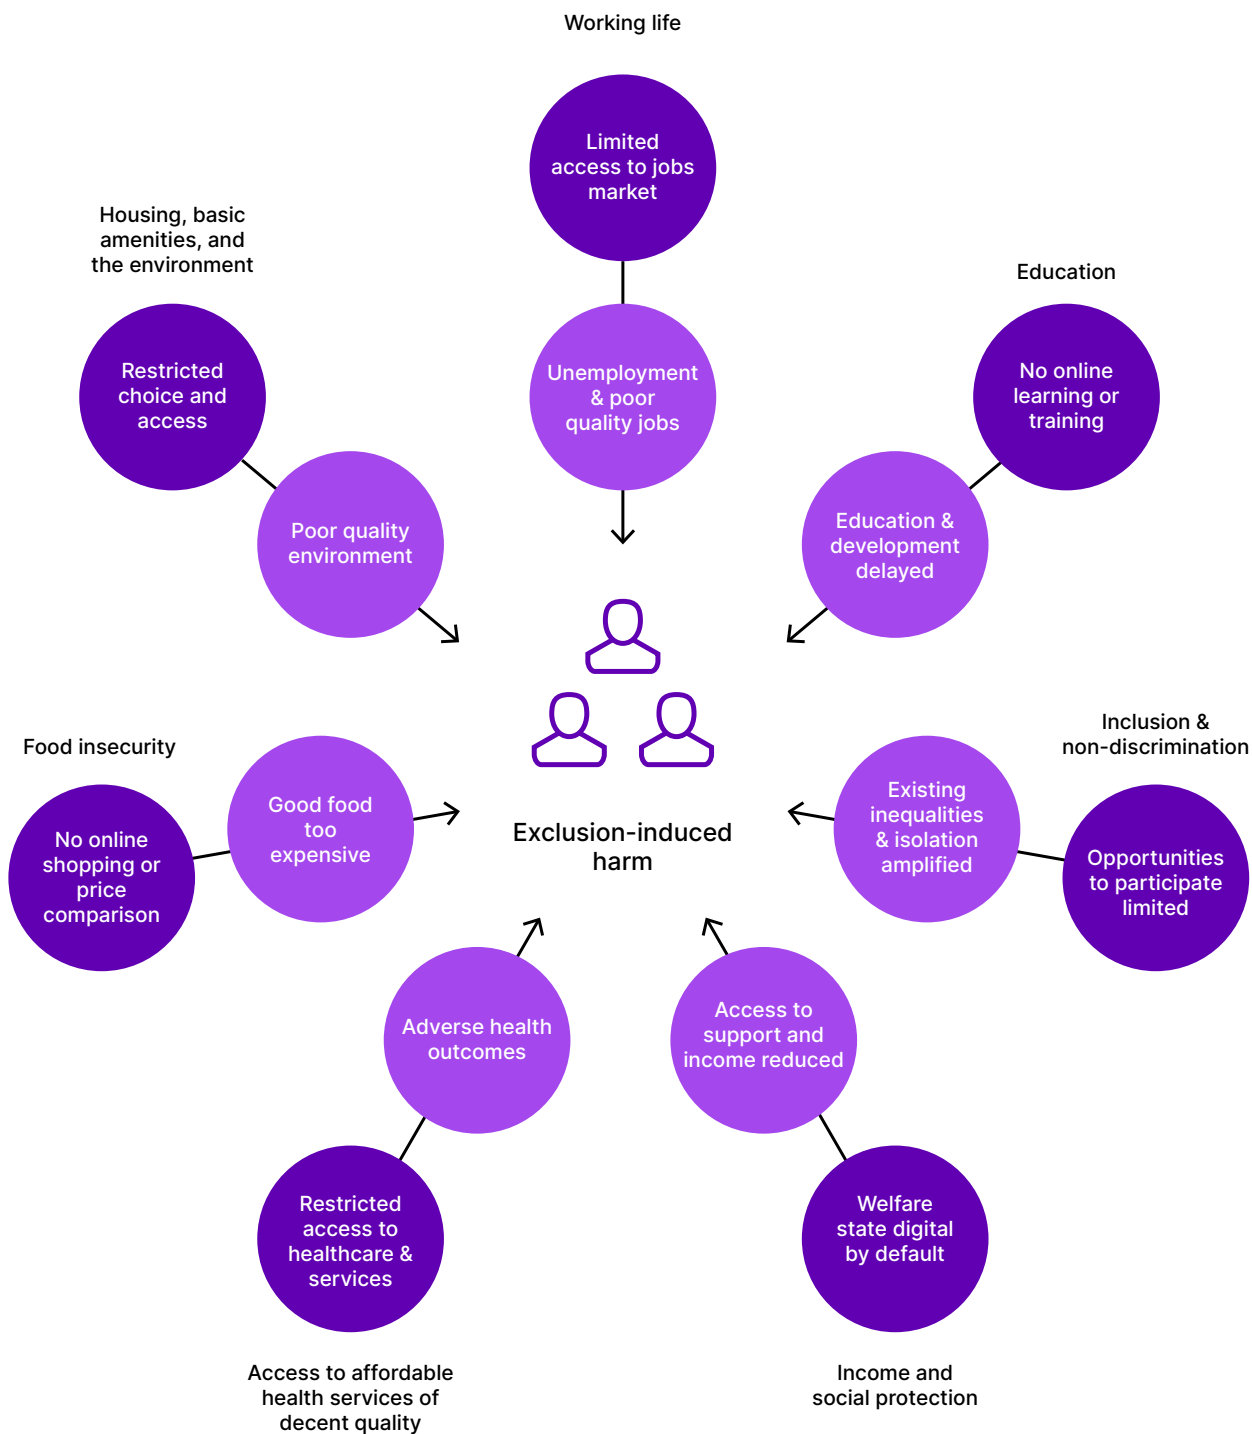 Working life
Limited
access to jobs
market
Unemployment
& poor
quality jobs
Housing, basic
amenities, and
the environment
Restricted
choice and
access
Poor quality
environment
Education
No online
learning or
training
Education &
development
delayed
Food insecurity
No online
shopping or
price
comparison
Good food
too
expensive
Exclusion-induced
harm
Inclusion &
non-discrimination
Existing
inequalities
& isolation
amplified
Opportunities
to participate
limited
Adverse health
outcomes
Restricted
access to
healthcare &
services
Access to affordable
health services of
decent quality
Access to
support and
income reduced
Welfare
state digital
by default
Income and
social protection